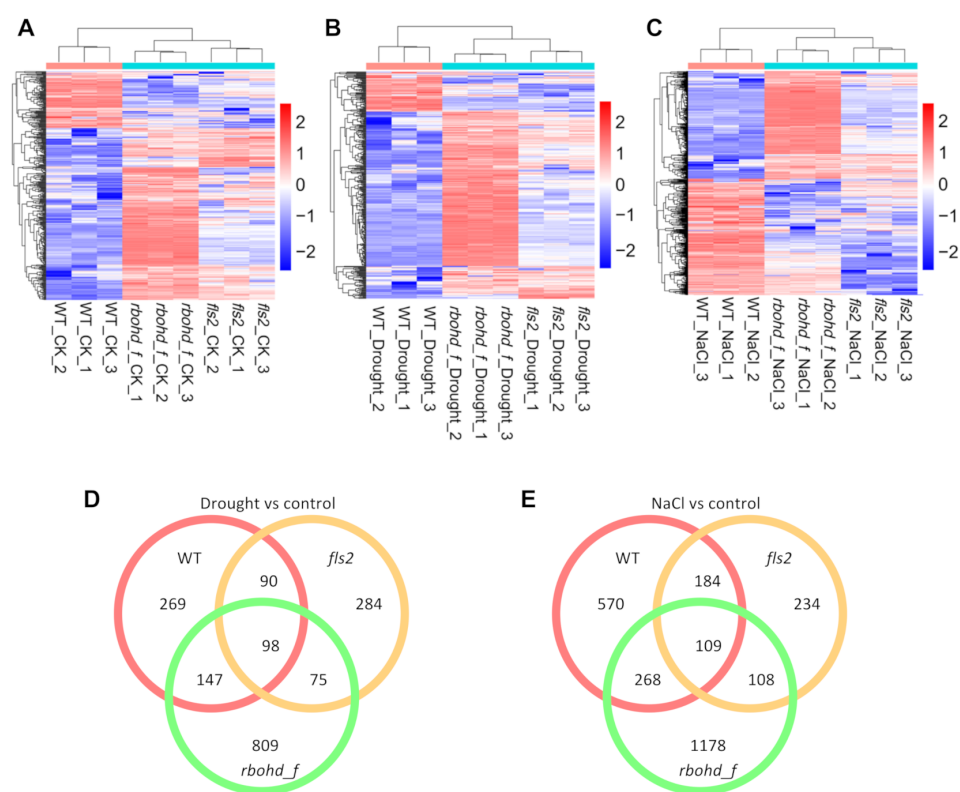 A
B
C
2
1
0
−1
−2
2
1
0
−1
−2
2
1
0
−1
−2
WT_CK_2
WT_CK_1
WT_CK_3
rbohd_f_CK_1
rbohd_f_CK_2
rbohd_f_CK_3
fls2_CK_2
fls2_CK_1
fls2_CK_3
WT_Drought_2
WT_Drought_1
WT_Drought_3
rbohd_f_Drought_2
rbohd_f_Drought_1
rbohd_f_Drought_3
fls2_Drought_1
fls2_Drought_2
fls2_Drought_3
WT_NaCl_3
WT_NaCl_1
WT_NaCl_2
rbohd_f_NaCl_3
rbohd_f_NaCl_1
rbohd_f_NaCl_2
fls2_NaCl_1
fls2_NaCl_2
fls2_NaCl_3
D
Drought vs control
WT
fls2
90
269
284
98
147
75
809
rbohd_f
E
NaCl vs control
WT
fls2
184
570
234
109
268
108
1178
rbohd_f